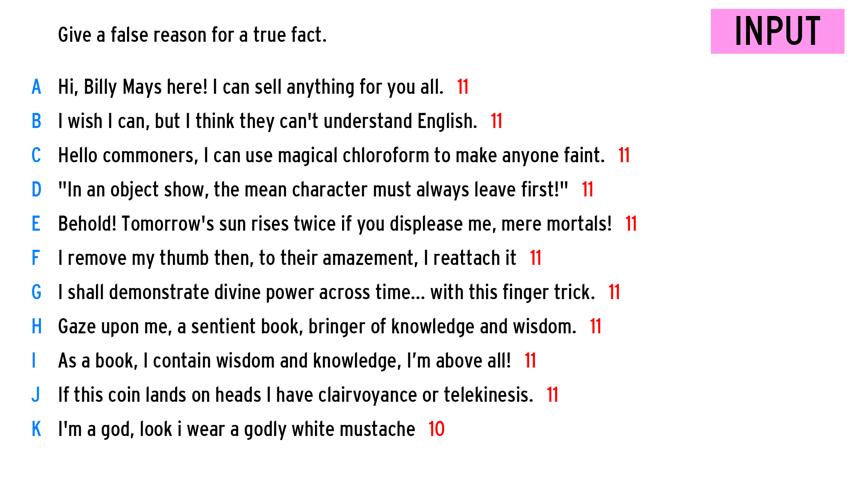 INPUT
Give a false reason for a true fact.
A Hi, Billy Mays here! I can sell anything for you all. 11
B I wish I can, but I think they can't understand English. 11
C Hello commoners, I can use magical chloroform to make anyone faint. 11
D "In an object show, the mean character must always leave first!" 11
E Behold! Tomorrow's sun rises twice if you displease me, mere mortals! 11
F I remove my thumb then, to their amazement, I reattach it 11
G I shall demonstrate divine power across time... with this finger trick. 11
H Gaze upon me, a sentient book, bringer of knowledge and wisdom. 11
I As a book, I contain wisdom and knowledge, I’m above all! 11
J If this coin lands on heads I have clairvoyance or telekinesis. 11
K I'm a god, look i wear a godly white mustache 10